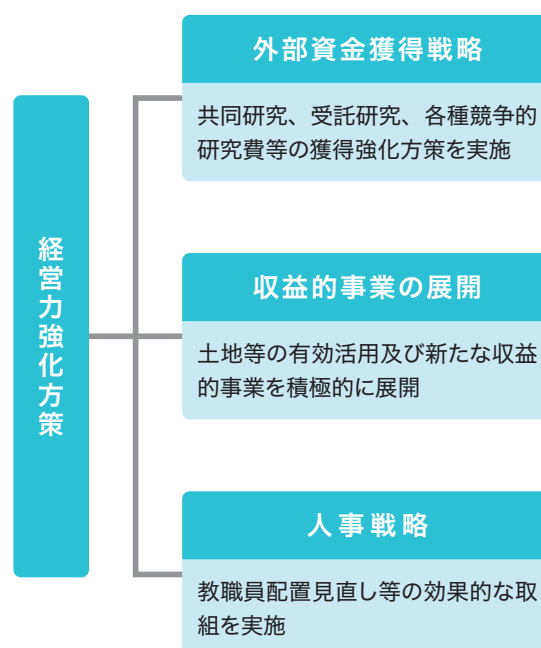 経営力強化方策
外部資金獲得戦略
共同研究、受託研究、各種競争的
研究費等の獲得強化方策を実施
収益的事業の展開
土地等の有効活用及び新たな収益
的事業を積極的に展開
人事戦略
教職員配置見直し等の効果的な取
組を実施